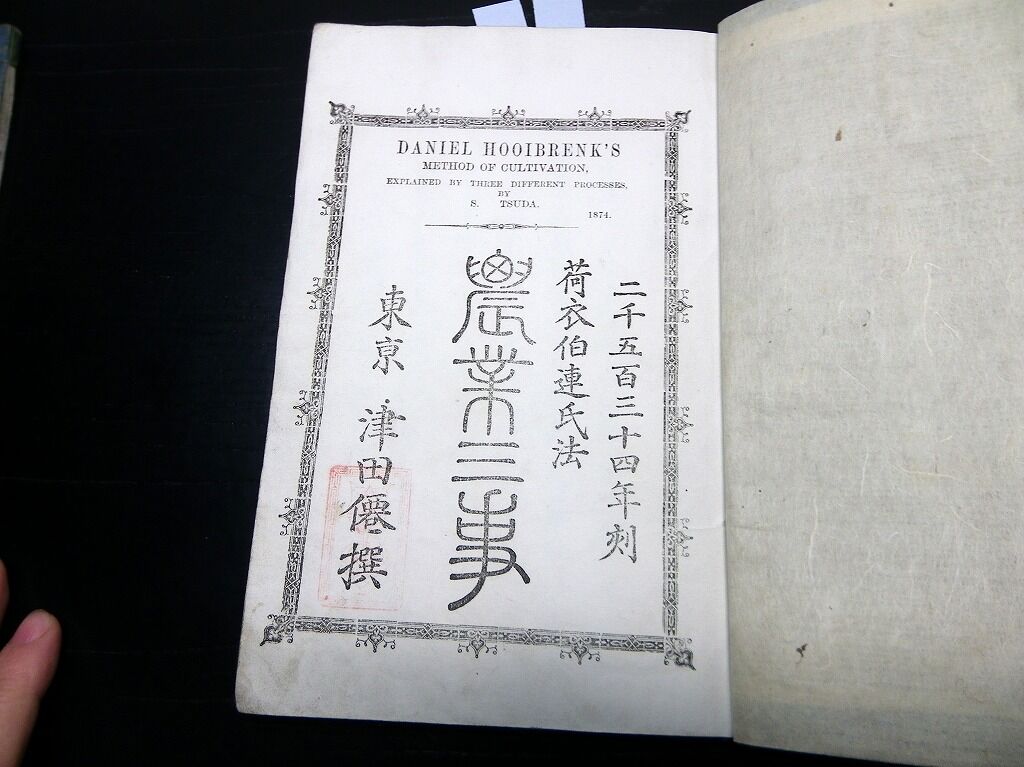 DANIEL HOOIBRENK'S
METHOD OF CULTIVATION,
EXPLAINED BY THREE DIFFERENT PROCESSES,
BY
S. TSUDA.
1874.
二千五百三十四年刻
荷衣伯連氏法
農業三事
東京 津田僊撰